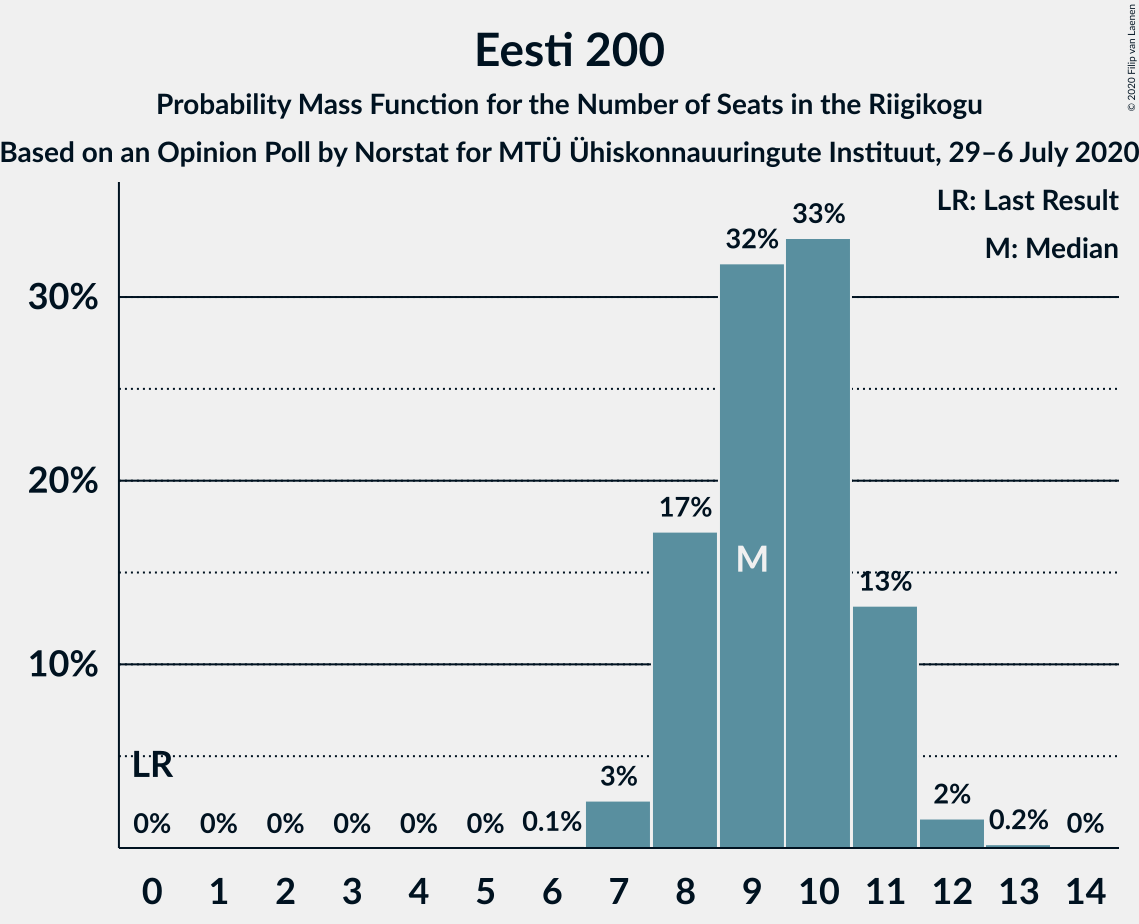 Eesti 200
Probability Mass Function for the Number of Seats in the Riigikogu
Based on an Opinion Poll by Norstat for MTÜ Ühiskonnauuringute Instituut, 29–6 July 2020
© 2020 Filip van Laenen
LR: Last Result
M: Median
33%
32%
30%
20%
17%
M
13%
10%
LR
3%
2%
0% 0% 0% 0% 0% 0% 0.1% 0.2% 0%
0 1 2 3 4 5 6 7 8 9 10 11 12 13 14